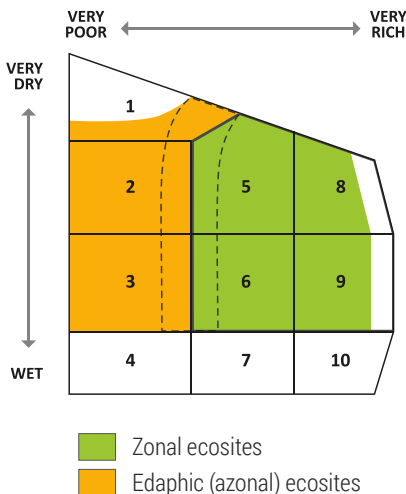 VERY
POOR
VERY
RICH
VERY
DRY
WET
1
2
5
8
3
6
9
4
7
10
Zonal ecosites
Edaphic (azonal) ecosites